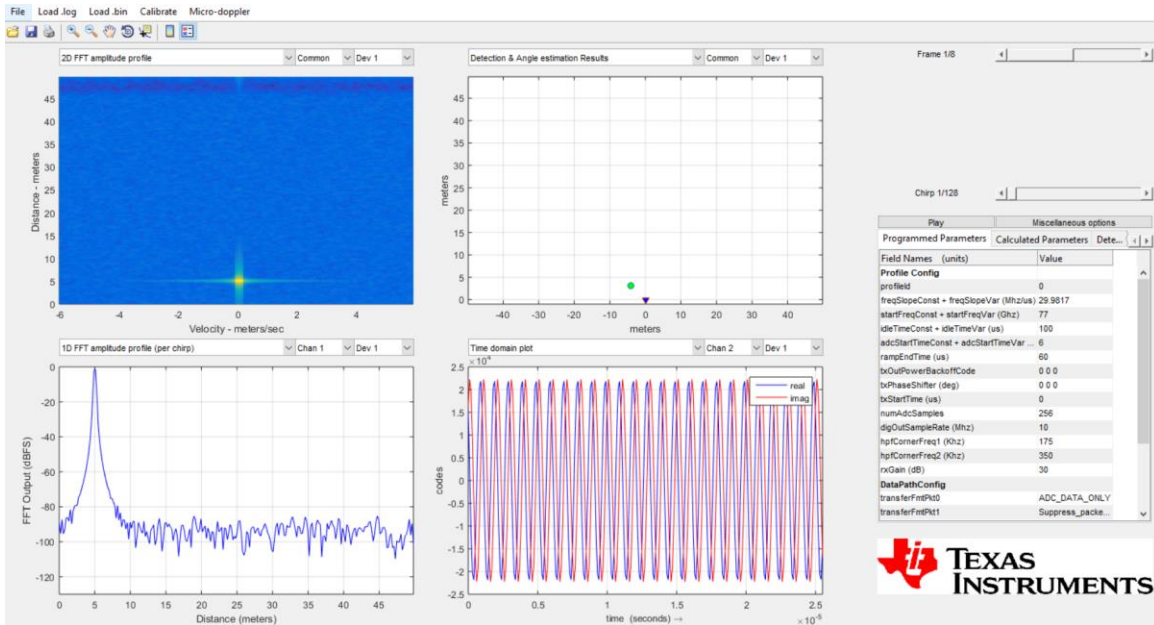 File Load .log Load .bin Calibrate Micro-doppler
2D FFT amplitude profile Common Dev 1
45
40
35
30
25
20
15
10
5
0
Distance - meters
-6 -4 -2 0 2 4
Velocity - meters/sec
Detection & Angle estimation Results Common Dev 1
45
40
35
30
25
20
15
10
5
0
meters
-40 -30 -20 -10 0 10 20 30 40
meters
Frame 1/8
Chirp 1/128
Play Miscellaneous options
Programmed Parameters Calculated Parameters Dete...
Field Names (units) Value
Profile Config
profileId 0
freqSlopeConst + freqSlopeVar (Mhz/us) 29.9817
startFreqConst + startFreqVar (Ghz) 77
idleTimeConst + idleTimeVar (us) 100
adcStartTimeConst + adcStartTimeVar ... 6
rampEndTime (us) 60
txOutPowerBackoffCode 0 0 0
txPhaseShifter (deg) 0 0 0
txStartTime (us) 0
numAdcSamples 256
digOutSampleRate (Mhz) 10
hpfCornerFreq1 (Khz) 175
hpfCornerFreq2 (Khz) 350
rxGain (dB) 30
DataPathConfig
transferFmtPkt0 ADC_DATA_ONLY
transferFmtPkt1 Suppress_packe...
1D FFT amplitude profile (per chirp) Chan 1 Dev 1
0
-20
-40
-60
-80
-100
-120
FFT Output (dBFS)
0 5 10 15 20 25 30 35 40 45
Distance (meters)
Time domain plot Chan 2 Dev 1
×10⁴
2.5
2
1.5
1
0.5
0
-0.5
-1
-1.5
-2
-2.5
codes
real
imag
0 0.5 1 1.5 2 2.5
time (seconds) →
×10⁻⁵
ti
TEXAS
INSTRUMENTS